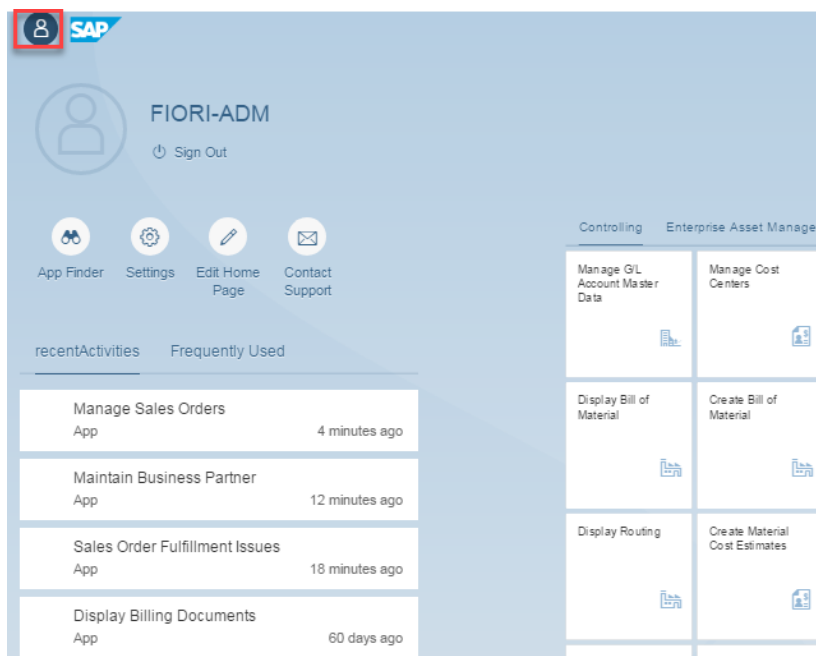 SAP
FIORI-ADM
Sign Out
App Finder
Settings
Edit Home
Page
Contact
Support
recentActivities
Frequently Used
Manage Sales Orders
App
4 minutes ago
Maintain Business Partner
App
12 minutes ago
Sales Order Fulfillment Issues
App
18 minutes ago
Display Billing Documents
App
60 days ago
Controlling
Enterprise Asset Manage
Manage G/L
Account Master
Data
Manage Cost
Centers
Display Bill of
Material
Create Bill of
Material
Display Routing
Create Material
Cost Estimates